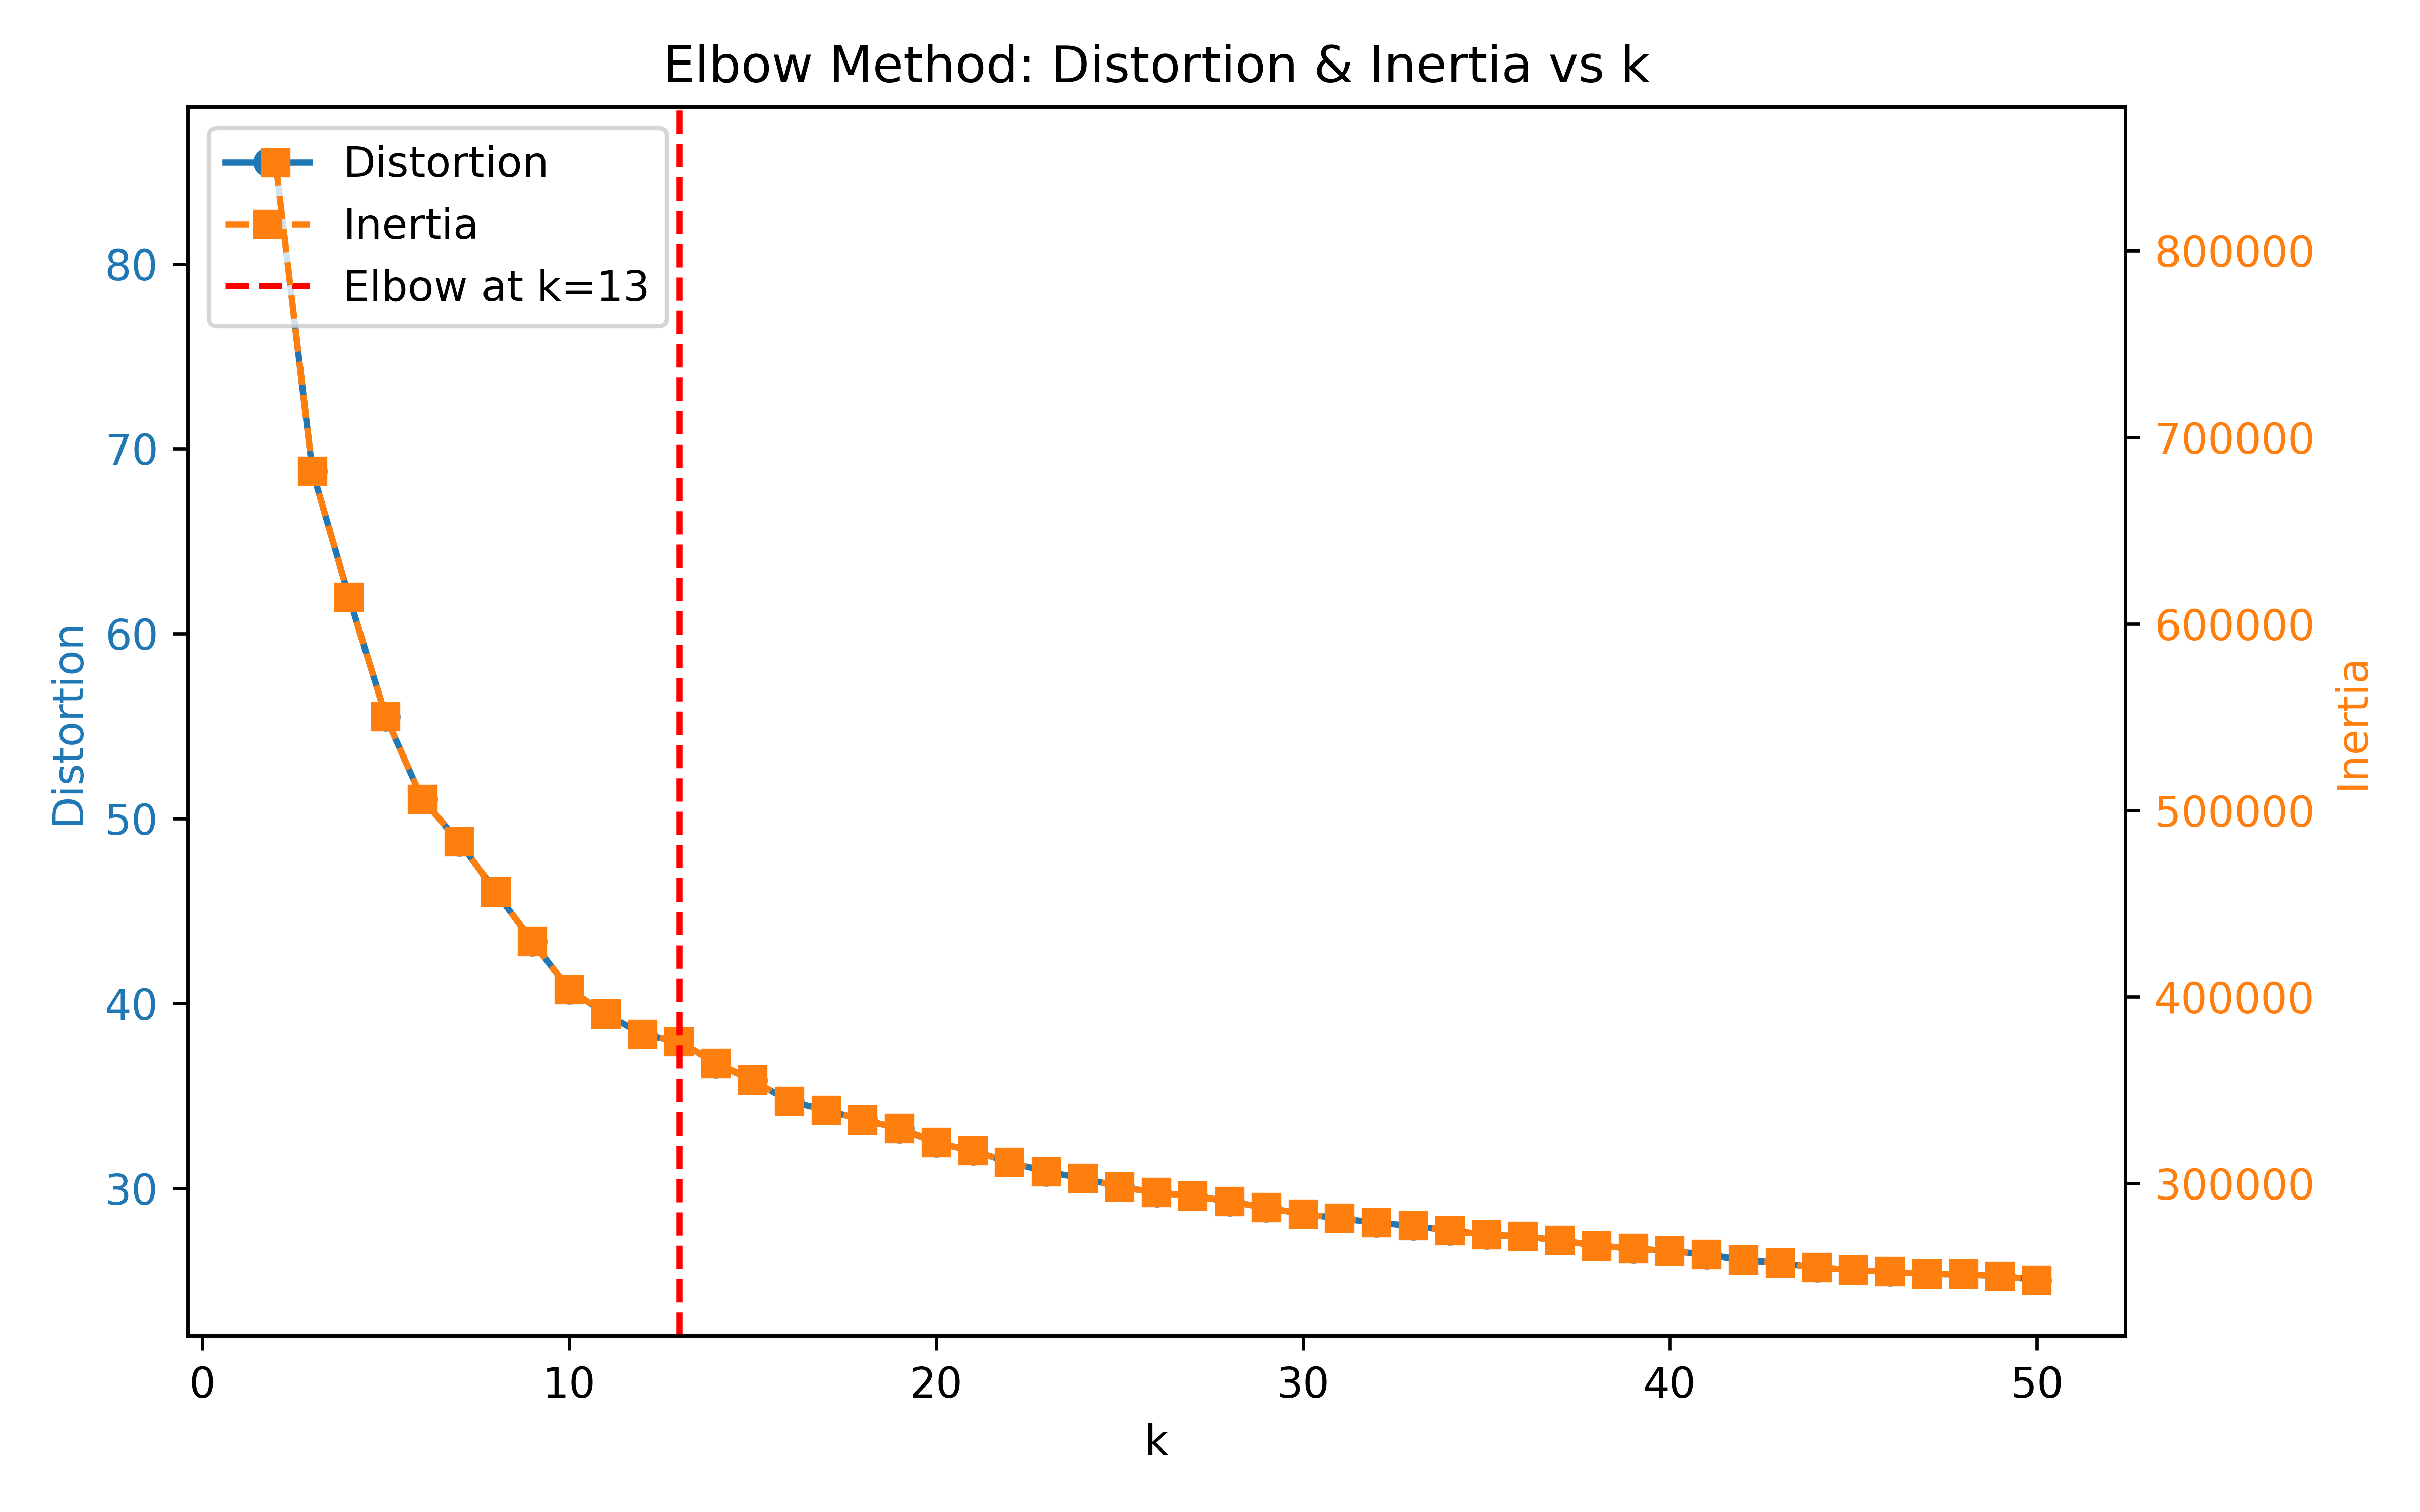 Elbow Method: Distortion & Inertia vs k
Distortion
Inertia
Elbow at k=13
80
70
60
50
40
30
Distortion
800000
700000
600000
500000
400000
300000
Inertia
0 10 20 30 40 50
k